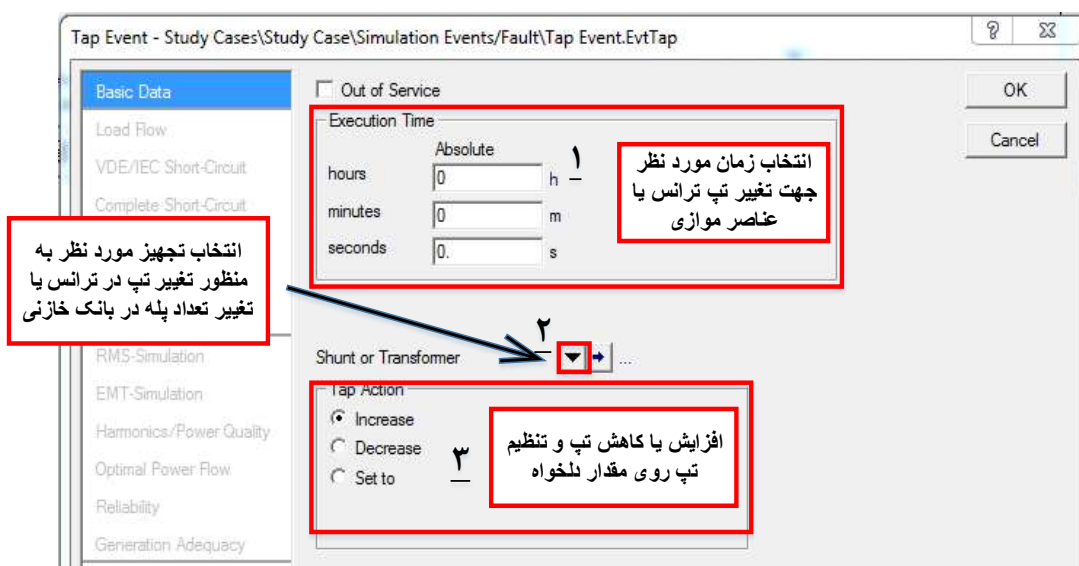 Tap Event - Study Cases\Study Case\Simulation Events/Fault\Tap Event.EvtTap
Basic Data
Load Flow
VDE/IEC Short-Circuit
Complete Short-Circuit
انتخاب تجهیز مورد نظر به
منظور تغییر تپ در ترانس یا
تغییر تعداد پله در بانک خازنی
RMS-Simulation
EMT-Simulation
Harmonics/Power Quality
Optimal Power Flow
Reliability
Generation Adequacy
Out of Service
Execution Time
Absolute
hours 0 h
minutes 0 m
seconds 0. s
۱
انتخاب زمان مورد نظر
جهت تغییر تپ ترانس یا
عناصر موازی
۲
Shunt or Transformer ...
Tap Action
Increase
Decrease
Set to
۳
افزایش یا کاهش تپ و تنظیم
تپ روی مقدار دلخواه
OK
Cancel